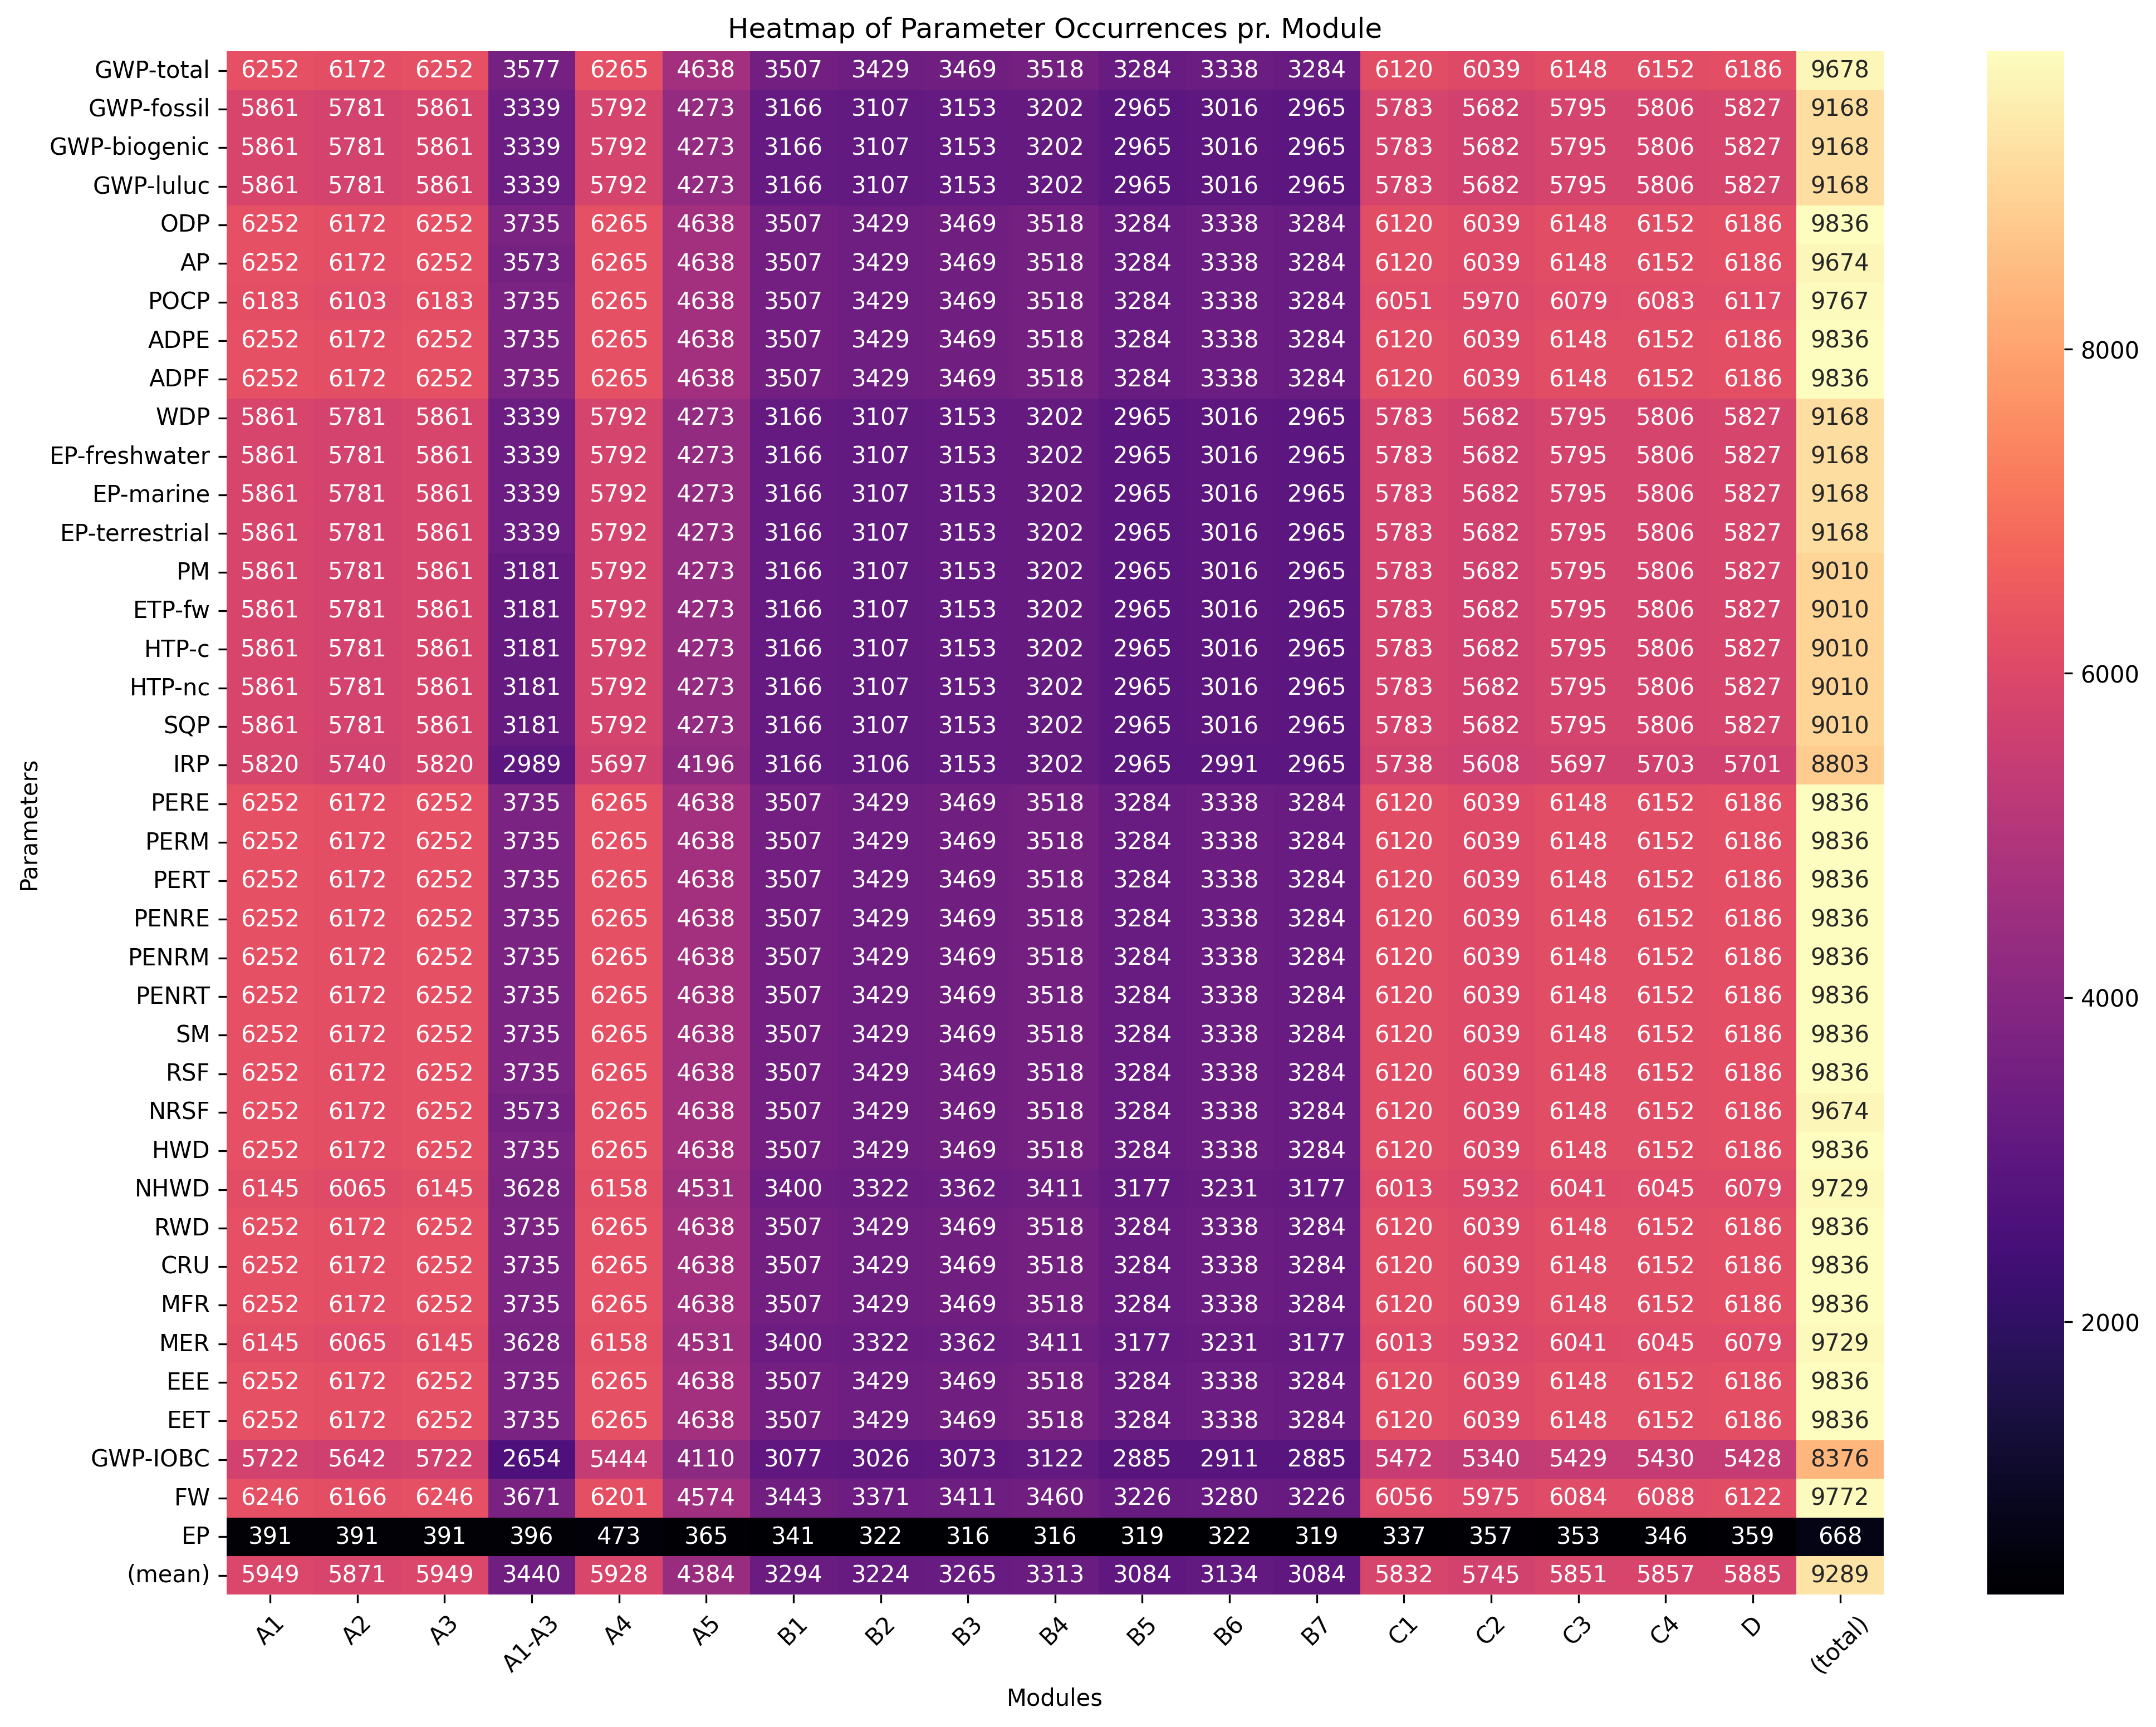 Heatmap of Parameter Occurrences pr. Module
GWP-total 6252 6172 6252 3577 6265 4638 3507 3429 3469 3518 3284 3338 3284 6120 6039 6148 6152 6186 9678
GWP-fossil 5861 5781 5861 3339 5792 4273 3166 3107 3153 3202 2965 3016 2965 5783 5682 5795 5806 5827 9168
GWP-biogenic 5861 5781 5861 3339 5792 4273 3166 3107 3153 3202 2965 3016 2965 5783 5682 5795 5806 5827 9168
GWP-luluc 5861 5781 5861 3339 5792 4273 3166 3107 3153 3202 2965 3016 2965 5783 5682 5795 5806 5827 9168
ODP 6252 6172 6252 3735 6265 4638 3507 3429 3469 3518 3284 3338 3284 6120 6039 6148 6152 6186 9836
AP 6252 6172 6252 3573 6265 4638 3507 3429 3469 3518 3284 3338 3284 6120 6039 6148 6152 6186 9674
POCP 6183 6103 6183 3735 6265 4638 3507 3429 3469 3518 3284 3338 3284 6051 5970 6079 6083 6117 9767
ADPE 6252 6172 6252 3735 6265 4638 3507 3429 3469 3518 3284 3338 3284 6120 6039 6148 6152 6186 9836
ADPF 6252 6172 6252 3735 6265 4638 3507 3429 3469 3518 3284 3338 3284 6120 6039 6148 6152 6186 9836
WDP 5861 5781 5861 3339 5792 4273 3166 3107 3153 3202 2965 3016 2965 5783 5682 5795 5806 5827 9168
EP-freshwater 5861 5781 5861 3339 5792 4273 3166 3107 3153 3202 2965 3016 2965 5783 5682 5795 5806 5827 9168
EP-marine 5861 5781 5861 3339 5792 4273 3166 3107 3153 3202 2965 3016 2965 5783 5682 5795 5806 5827 9168
EP-terrestrial 5861 5781 5861 3339 5792 4273 3166 3107 3153 3202 2965 3016 2965 5783 5682 5795 5806 5827 9168
PM 5861 5781 5861 3181 5792 4273 3166 3107 3153 3202 2965 3016 2965 5783 5682 5795 5806 5827 9010
ETP-fw 5861 5781 5861 3181 5792 4273 3166 3107 3153 3202 2965 3016 2965 5783 5682 5795 5806 5827 9010
HTP-c 5861 5781 5861 3181 5792 4273 3166 3107 3153 3202 2965 3016 2965 5783 5682 5795 5806 5827 9010
HTP-nc 5861 5781 5861 3181 5792 4273 3166 3107 3153 3202 2965 3016 2965 5783 5682 5795 5806 5827 9010
SQP 5861 5781 5861 3181 5792 4273 3166 3107 3153 3202 2965 3016 2965 5783 5682 5795 5806 5827 9010
IRP 5820 5740 5820 2989 5697 4196 3166 3106 3153 3202 2965 2991 2965 5738 5608 5697 5703 5701 8803
PERE 6252 6172 6252 3735 6265 4638 3507 3429 3469 3518 3284 3338 3284 6120 6039 6148 6152 6186 9836
PERM 6252 6172 6252 3735 6265 4638 3507 3429 3469 3518 3284 3338 3284 6120 6039 6148 6152 6186 9836
PERT 6252 6172 6252 3735 6265 4638 3507 3429 3469 3518 3284 3338 3284 6120 6039 6148 6152 6186 9836
PENRE 6252 6172 6252 3735 6265 4638 3507 3429 3469 3518 3284 3338 3284 6120 6039 6148 6152 6186 9836
PENRM 6252 6172 6252 3735 6265 4638 3507 3429 3469 3518 3284 3338 3284 6120 6039 6148 6152 6186 9836
PENRT 6252 6172 6252 3735 6265 4638 3507 3429 3469 3518 3284 3338 3284 6120 6039 6148 6152 6186 9836
SM 6252 6172 6252 3735 6265 4638 3507 3429 3469 3518 3284 3338 3284 6120 6039 6148 6152 6186 9836
RSF 6252 6172 6252 3735 6265 4638 3507 3429 3469 3518 3284 3338 3284 6120 6039 6148 6152 6186 9836
NRSF 6252 6172 6252 3573 6265 4638 3507 3429 3469 3518 3284 3338 3284 6120 6039 6148 6152 6186 9674
HWD 6252 6172 6252 3735 6265 4638 3507 3429 3469 3518 3284 3338 3284 6120 6039 6148 6152 6186 9836
NHWD 6145 6065 6145 3628 6158 4531 3400 3322 3362 3411 3177 3231 3177 6013 5932 6041 6045 6079 9729
RWD 6252 6172 6252 3735 6265 4638 3507 3429 3469 3518 3284 3338 3284 6120 6039 6148 6152 6186 9836
CRU 6252 6172 6252 3735 6265 4638 3507 3429 3469 3518 3284 3338 3284 6120 6039 6148 6152 6186 9836
MFR 6252 6172 6252 3735 6265 4638 3507 3429 3469 3518 3284 3338 3284 6120 6039 6148 6152 6186 9836
MER 6145 6065 6145 3628 6158 4531 3400 3322 3362 3411 3177 3231 3177 6013 5932 6041 6045 6079 9729
EEE 6252 6172 6252 3735 6265 4638 3507 3429 3469 3518 3284 3338 3284 6120 6039 6148 6152 6186 9836
EET 6252 6172 6252 3735 6265 4638 3507 3429 3469 3518 3284 3338 3284 6120 6039 6148 6152 6186 9836
GWP-IOBC 5722 5642 5722 2654 5444 4110 3077 3026 3073 3122 2885 2911 2885 5472 5340 5429 5430 5428 8376
FW 6246 6166 6246 3671 6201 4574 3443 3371 3411 3460 3226 3280 3226 6056 5975 6084 6088 6122 9772
EP 391 391 391 396 473 365 341 322 316 316 319 322 319 337 357 353 346 359 668
(mean) 5949 5871 5949 3440 5928 4384 3294 3224 3265 3313 3084 3134 3084 5832 5745 5851 5857 5885 9289
A1 A2 A3 A1-A3 A4 A5 B1 B2 B3 B4 B5 B6 B7 C1 C2 C3 C4 D (total)
Modules
Parameters
8000
6000
4000
2000